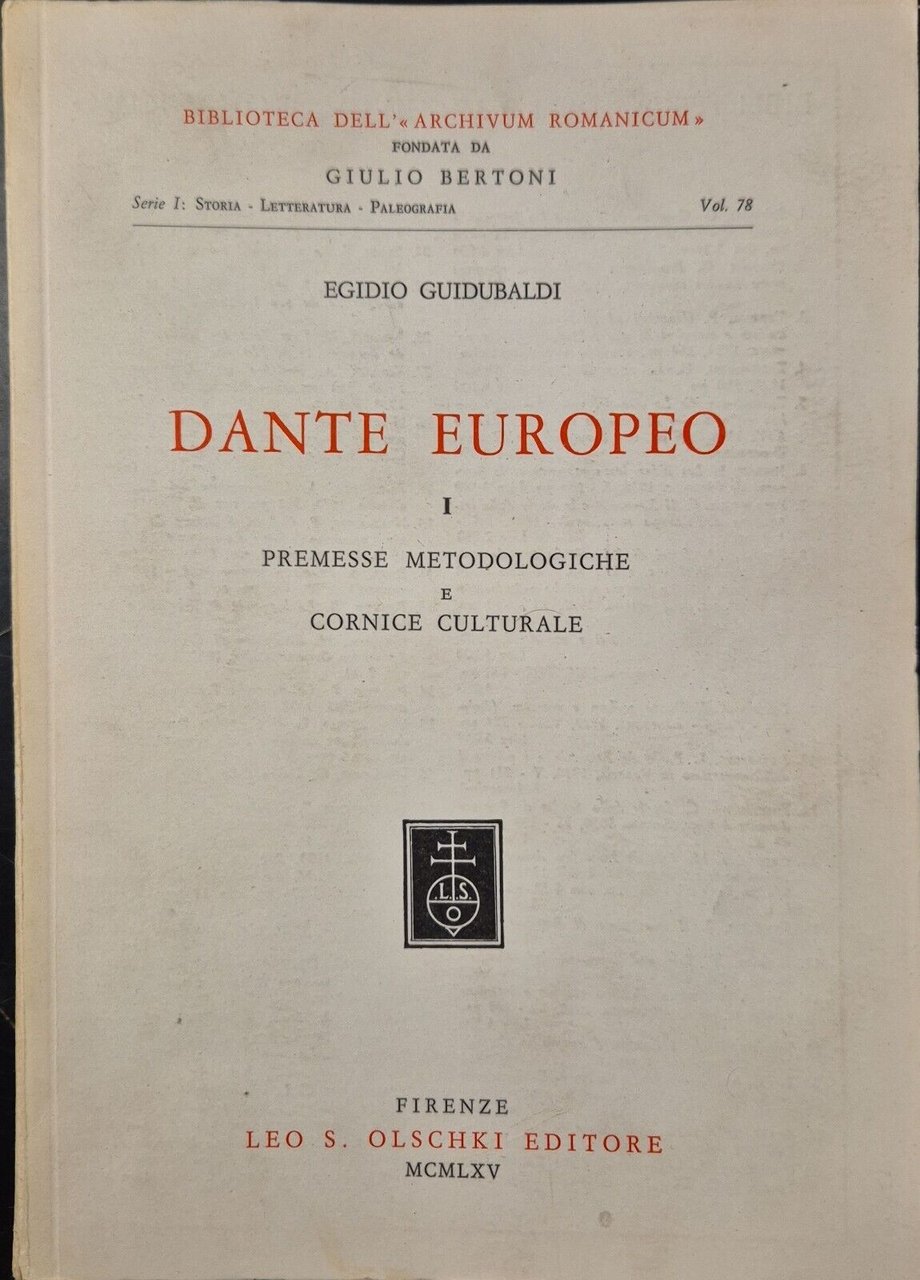 BIBLIOTECA DELL'« ARCHIVUM ROMANICUM »
FONDATA DA
GIULIO BERTONI
Serie I: STORIA - LETTERATURA - PALEOGRAFIA Vol. 78
EGIDIO GUIDUBALDI
DANTE EUROPEO
I
PREMESSE METODOLOGICHE
E
CORNICE CULTURALE
.L.S.
O
FIRENZE
LEO S. OLSCHKI EDITORE
MCMLXV